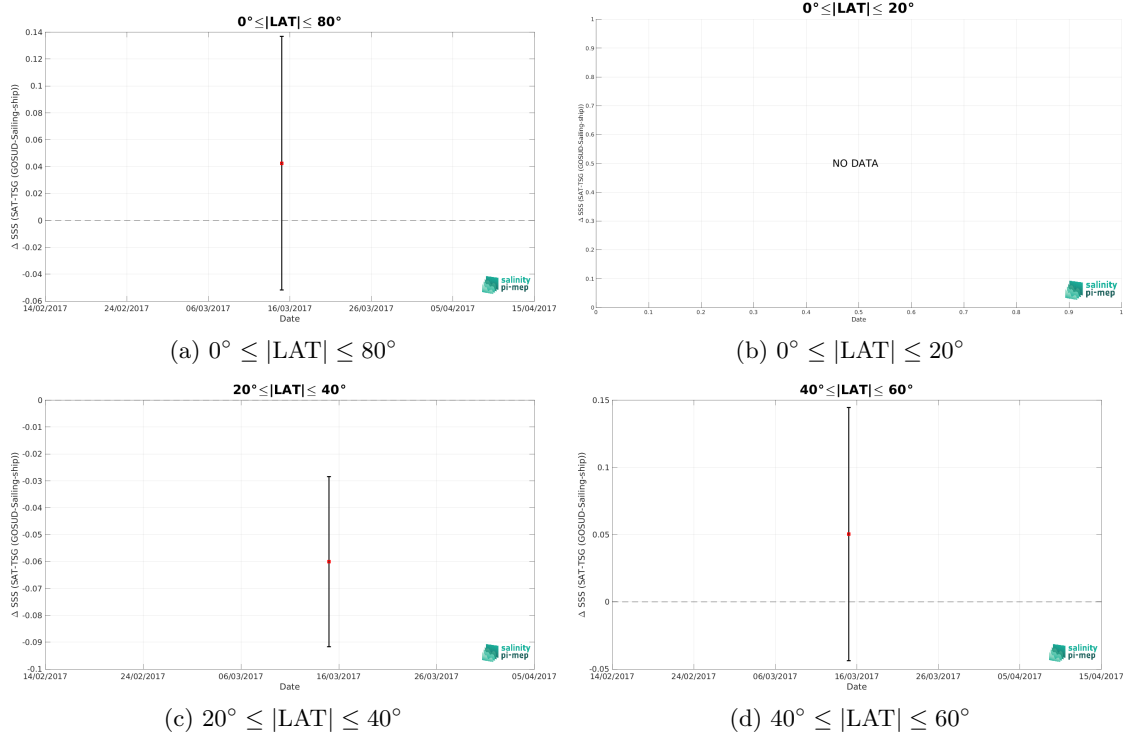 0°≤|LAT|≤ 80°
Δ SSS (SAT-TSG (GOSUD-Sailing-ship))
0.14
0.12
0.1
0.08
0.06
0.04
0.02
0
-0.02
-0.04
-0.06
14/02/2017 24/02/2017 06/03/2017 16/03/2017 26/03/2017 05/04/2017 15/04/2017
Date
salinity
pi-mep
(a) 0° ≤ |LAT| ≤ 80°
0°≤|LAT|≤ 20°
Δ SSS (SAT-TSG (GOSUD-Sailing-ship))
1
0.9
0.8
0.7
0.6
0.5
0.4
0.3
0.2
0.1
0
NO DATA
0 0.1 0.2 0.3 0.4 0.5 0.6 0.7 0.8 0.9 1
Date
salinity
pi-mep
(b) 0° ≤ |LAT| ≤ 20°
20°≤|LAT|≤ 40°
Δ SSS (SAT-TSG (GOSUD-Sailing-ship))
0
-0.01
-0.02
-0.03
-0.04
-0.05
-0.06
-0.07
-0.08
-0.09
-0.1
14/02/2017 24/02/2017 06/03/2017 16/03/2017 26/03/2017 05/04/2017
Date
salinity
pi-mep
(c) 20° ≤ |LAT| ≤ 40°
40°≤|LAT|≤ 60°
Δ SSS (SAT-TSG (GOSUD-Sailing-ship))
0.15
0.1
0.05
0
-0.05
14/02/2017 24/02/2017 06/03/2017 16/03/2017 26/03/2017 05/04/2017 15/04/2017
Date
salinity
pi-mep
(d) 40° ≤ |LAT| ≤ 60°